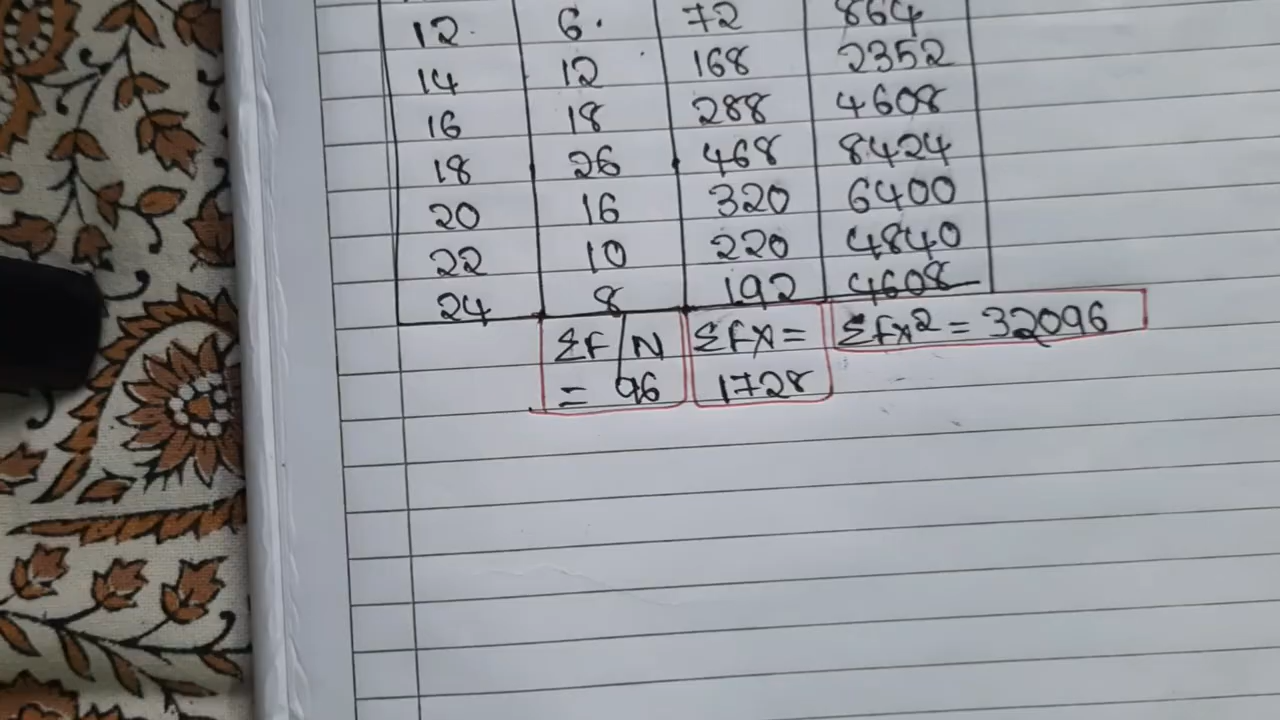 12. 6. 72 864
14 12 168 2352
16 18 288 4608
18 26 468 8424
20 16 320 6400
22 10 220 4840
24 8 192 4608
Σf/N Σfx = Σfx² = 32096
= 96 1728